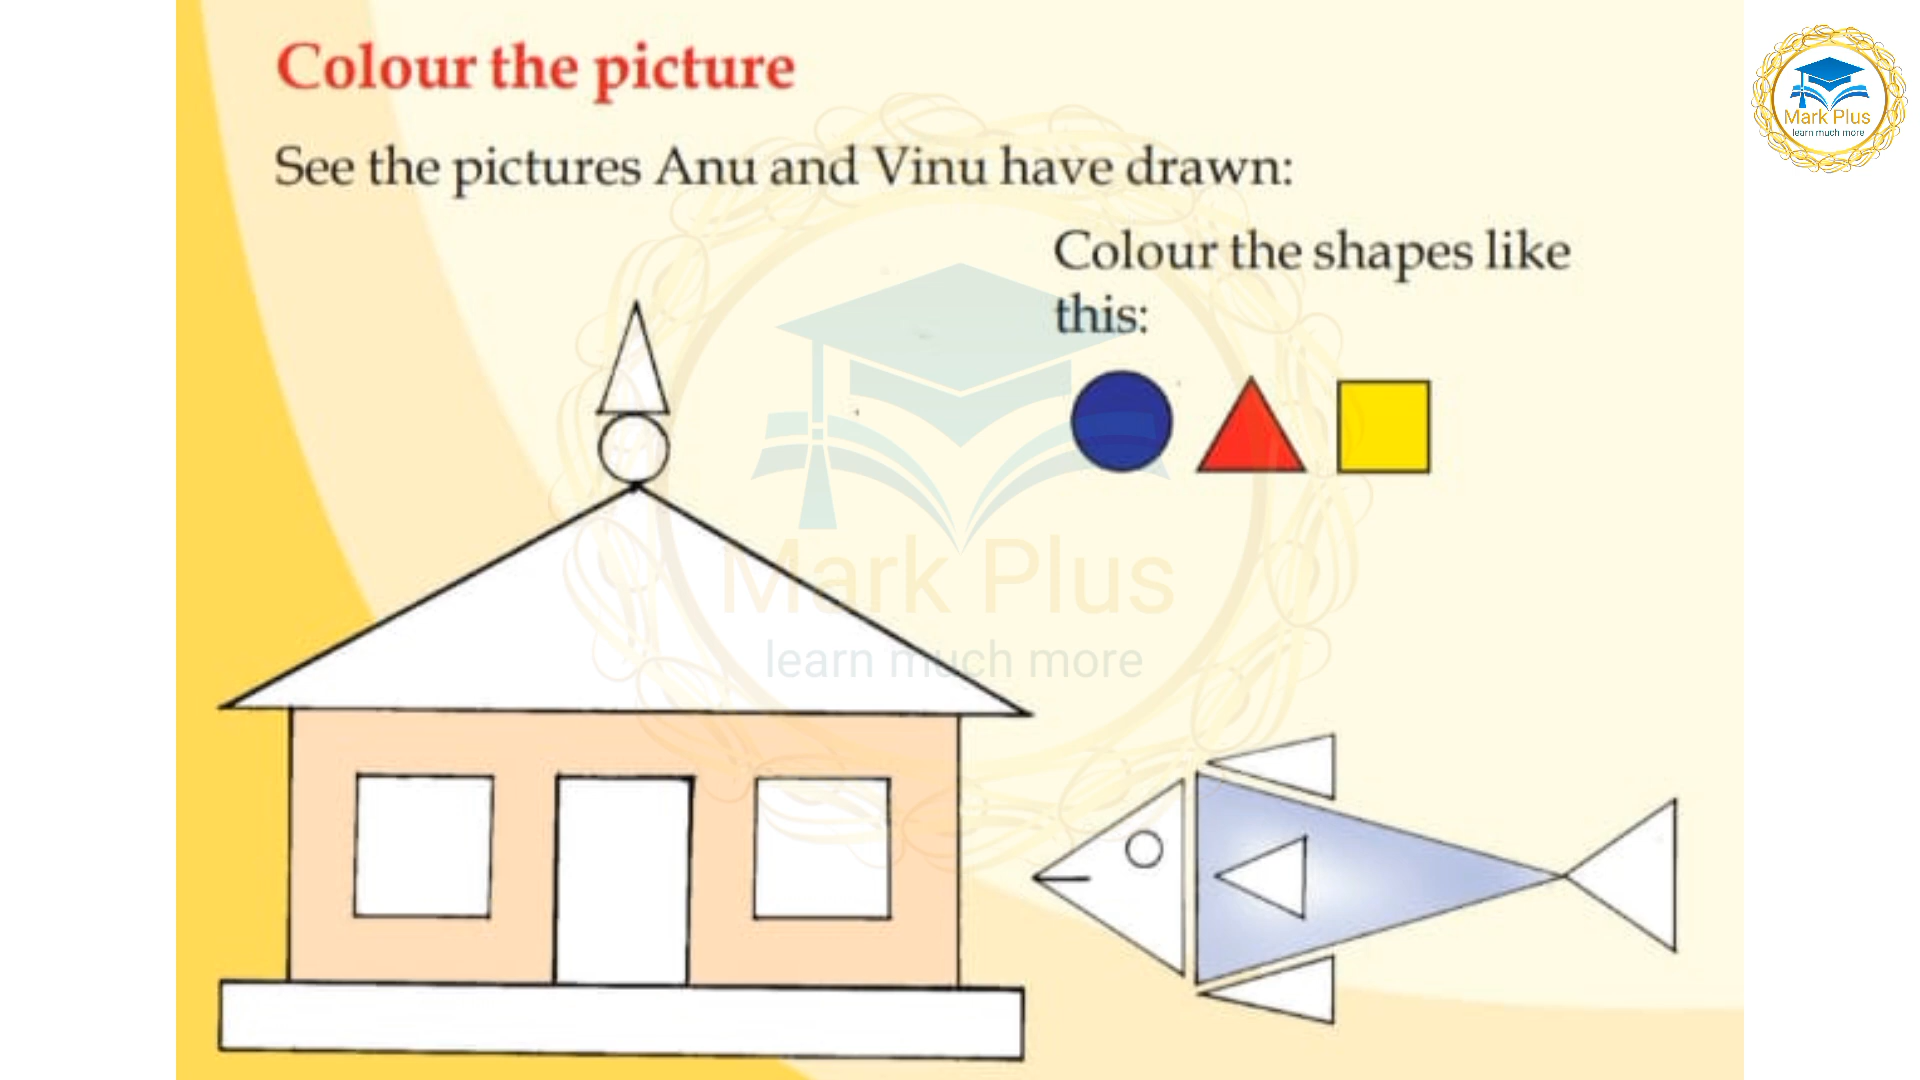 Colour the picture
See the pictures Anu and Vinu have drawn:
Colour the shapes like
this:
Mark Plus
learn much more
Mark Plus
learn much more